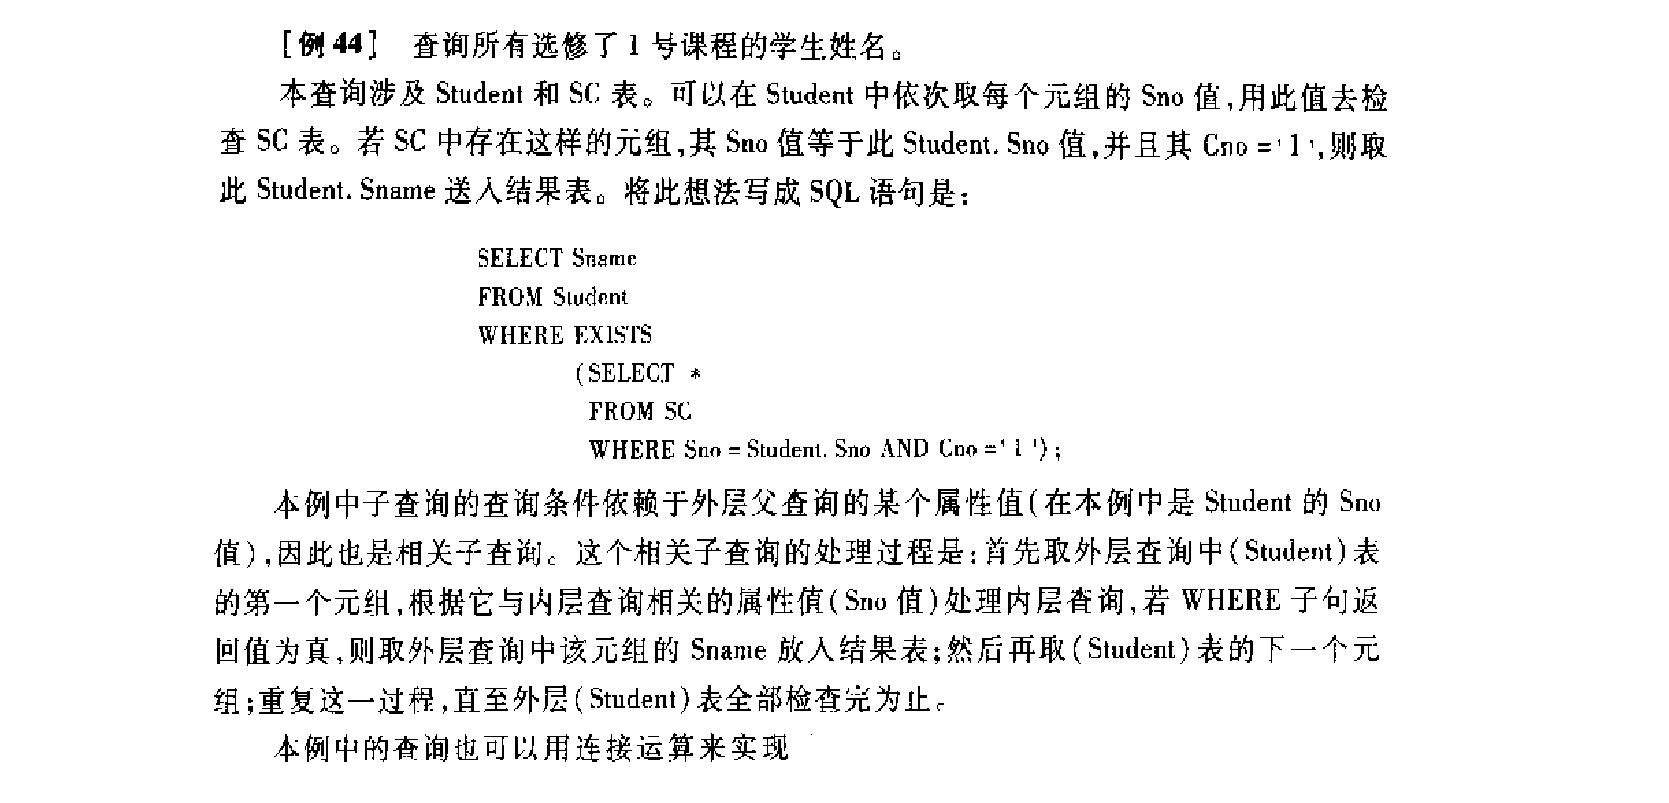 [例44] 查询所有选修了1号课程的学生姓名。
本查询涉及 Student 和 SC 表。可以在 Student 中依次取每个元组的 Sno 值,用此值去检
查 SC 表。若 SC 中存在这样的元组,其 Sno 值等于此 Student. Sno 值,并且其 Cno ='1',则取
此 Student. Sname 送入结果表。将此想法写成 SQL 语句是:
SELECT Sname
FROM Student
WHERE EXISTS
(SELECT *
FROM SC
WHERE Sno = Student. Sno AND Cno ='1');
本例中子查询的查询条件依赖于外层父查询的某个属性值(在本例中是 Student 的 Sno
值),因此也是相关子查询。这个相关子查询的处理过程是:首先取外层查询中(Student)表
的第一个元组,根据它与内层查询相关的属性值(Sno 值)处理内层查询,若 WHERE 子句返
回值为真,则取外层查询中该元组的 Sname 放入结果表;然后再取(Student)表的下一个元
组;重复这一过程,直至外层(Student)表全部检查完为止。
本例中的查询也可以用连接运算来实现